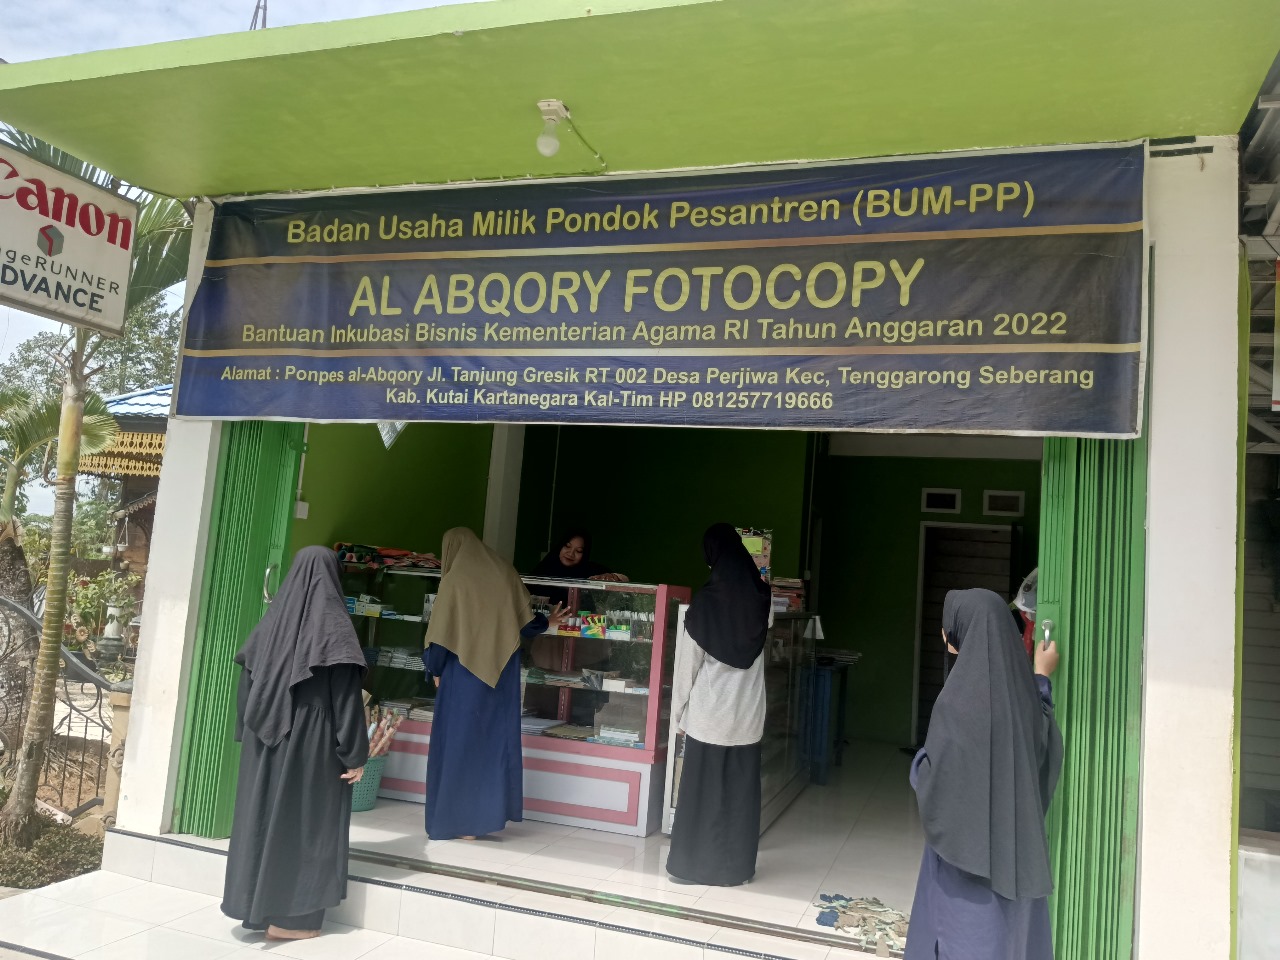 Canon
geRUNNER
ADVANCE
Badan Usaha Milik Pondok Pesantren (BUM-PP)
AL ABQORY FOTOCOPY
Bantuan Inkubasi Bisnis Kementerian Agama RI Tahun Anggaran 2022
Alamat : Ponpes al-Abqory Jl. Tanjung Gresik RT 002 Desa Perjiwa Kec, Tenggarong Seberang
Kab. Kutai Kartanegara Kal-Tim HP 081257719666